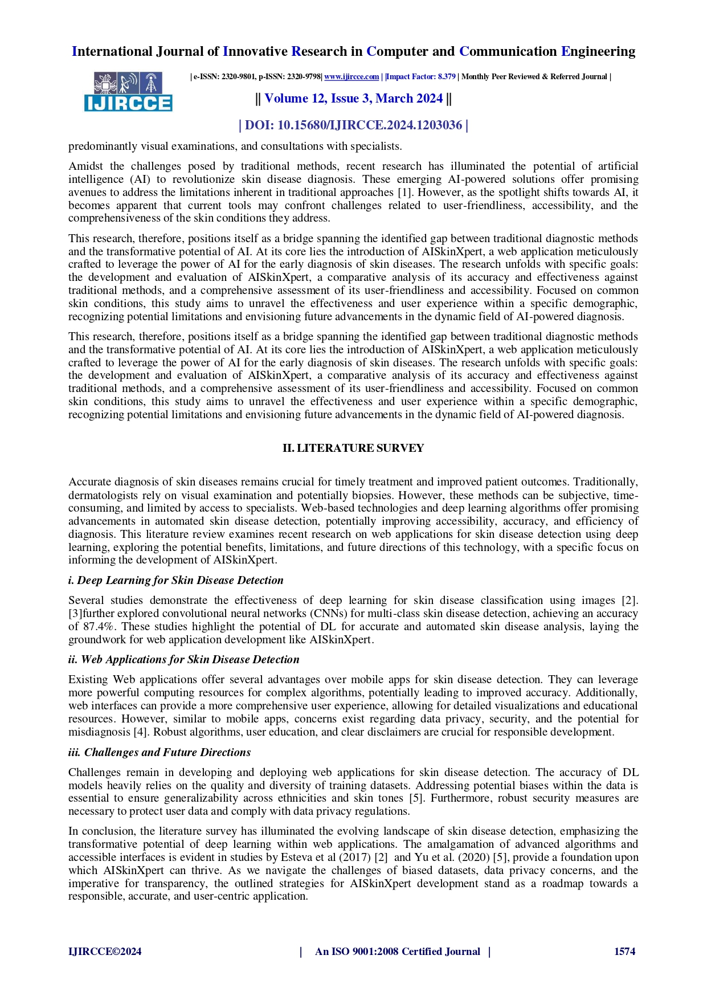 International Journal of Innovative Research in Computer and Communication Engineering
| e-ISSN: 2320-9801, p-ISSN: 2320-9798| www.ijircce.com | |Impact Factor: 8.379 | Monthly Peer Reviewed & Referred Journal |
IJIRCCE
|| Volume 12, Issue 3, March 2024 ||
| DOI: 10.15680/IJIRCCE.2024.1203036 |
predominantly visual examinations, and consultations with specialists.
Amidst the challenges posed by traditional methods, recent research has illuminated the potential of artificial
intelligence (AI) to revolutionize skin disease diagnosis. These emerging AI-powered solutions offer promising
avenues to address the limitations inherent in traditional approaches [1]. However, as the spotlight shifts towards AI, it
becomes apparent that current tools may confront challenges related to user-friendliness, accessibility, and the
comprehensiveness of the skin conditions they address.
This research, therefore, positions itself as a bridge spanning the identified gap between traditional diagnostic methods
and the transformative potential of AI. At its core lies the introduction of AISkinXpert, a web application meticulously
crafted to leverage the power of AI for the early diagnosis of skin diseases. The research unfolds with specific goals:
the development and evaluation of AISkinXpert, a comparative analysis of its accuracy and effectiveness against
traditional methods, and a comprehensive assessment of its user-friendliness and accessibility. Focused on common
skin conditions, this study aims to unravel the effectiveness and user experience within a specific demographic,
recognizing potential limitations and envisioning future advancements in the dynamic field of AI-powered diagnosis.
This research, therefore, positions itself as a bridge spanning the identified gap between traditional diagnostic methods
and the transformative potential of AI. At its core lies the introduction of AISkinXpert, a web application meticulously
crafted to leverage the power of AI for the early diagnosis of skin diseases. The research unfolds with specific goals:
the development and evaluation of AISkinXpert, a comparative analysis of its accuracy and effectiveness against
traditional methods, and a comprehensive assessment of its user-friendliness and accessibility. Focused on common
skin conditions, this study aims to unravel the effectiveness and user experience within a specific demographic,
recognizing potential limitations and envisioning future advancements in the dynamic field of AI-powered diagnosis.
II. LITERATURE SURVEY
Accurate diagnosis of skin diseases remains crucial for timely treatment and improved patient outcomes. Traditionally,
dermatologists rely on visual examination and potentially biopsies. However, these methods can be subjective, time-
consuming, and limited by access to specialists. Web-based technologies and deep learning algorithms offer promising
advancements in automated skin disease detection, potentially improving accessibility, accuracy, and efficiency of
diagnosis. This literature review examines recent research on web applications for skin disease detection using deep
learning, exploring the potential benefits, limitations, and future directions of this technology, with a specific focus on
informing the development of AISkinXpert.
i. Deep Learning for Skin Disease Detection
Several studies demonstrate the effectiveness of deep learning for skin disease classification using images [2].
[3]further explored convolutional neural networks (CNNs) for multi-class skin disease detection, achieving an accuracy
of 87.4%. These studies highlight the potential of DL for accurate and automated skin disease analysis, laying the
groundwork for web application development like AISkinXpert.
ii. Web Applications for Skin Disease Detection
Existing Web applications offer several advantages over mobile apps for skin disease detection. They can leverage
more powerful computing resources for complex algorithms, potentially leading to improved accuracy. Additionally,
web interfaces can provide a more comprehensive user experience, allowing for detailed visualizations and educational
resources. However, similar to mobile apps, concerns exist regarding data privacy, security, and the potential for
misdiagnosis [4]. Robust algorithms, user education, and clear disclaimers are crucial for responsible development.
iii. Challenges and Future Directions
Challenges remain in developing and deploying web applications for skin disease detection. The accuracy of DL
models heavily relies on the quality and diversity of training datasets. Addressing potential biases within the data is
essential to ensure generalizability across ethnicities and skin tones [5]. Furthermore, robust security measures are
necessary to protect user data and comply with data privacy regulations.
In conclusion, the literature survey has illuminated the evolving landscape of skin disease detection, emphasizing the
transformative potential of deep learning within web applications. The amalgamation of advanced algorithms and
accessible interfaces is evident in studies by Esteva et al (2017) [2] and Yu et al. (2020) [5], provide a foundation upon
which AISkinXpert can thrive. As we navigate the challenges of biased datasets, data privacy concerns, and the
imperative for transparency, the outlined strategies for AISkinXpert development stand as a roadmap towards a
responsible, accurate, and user-centric application.
IJIRCCE©2024 | An ISO 9001:2008 Certified Journal | 1574